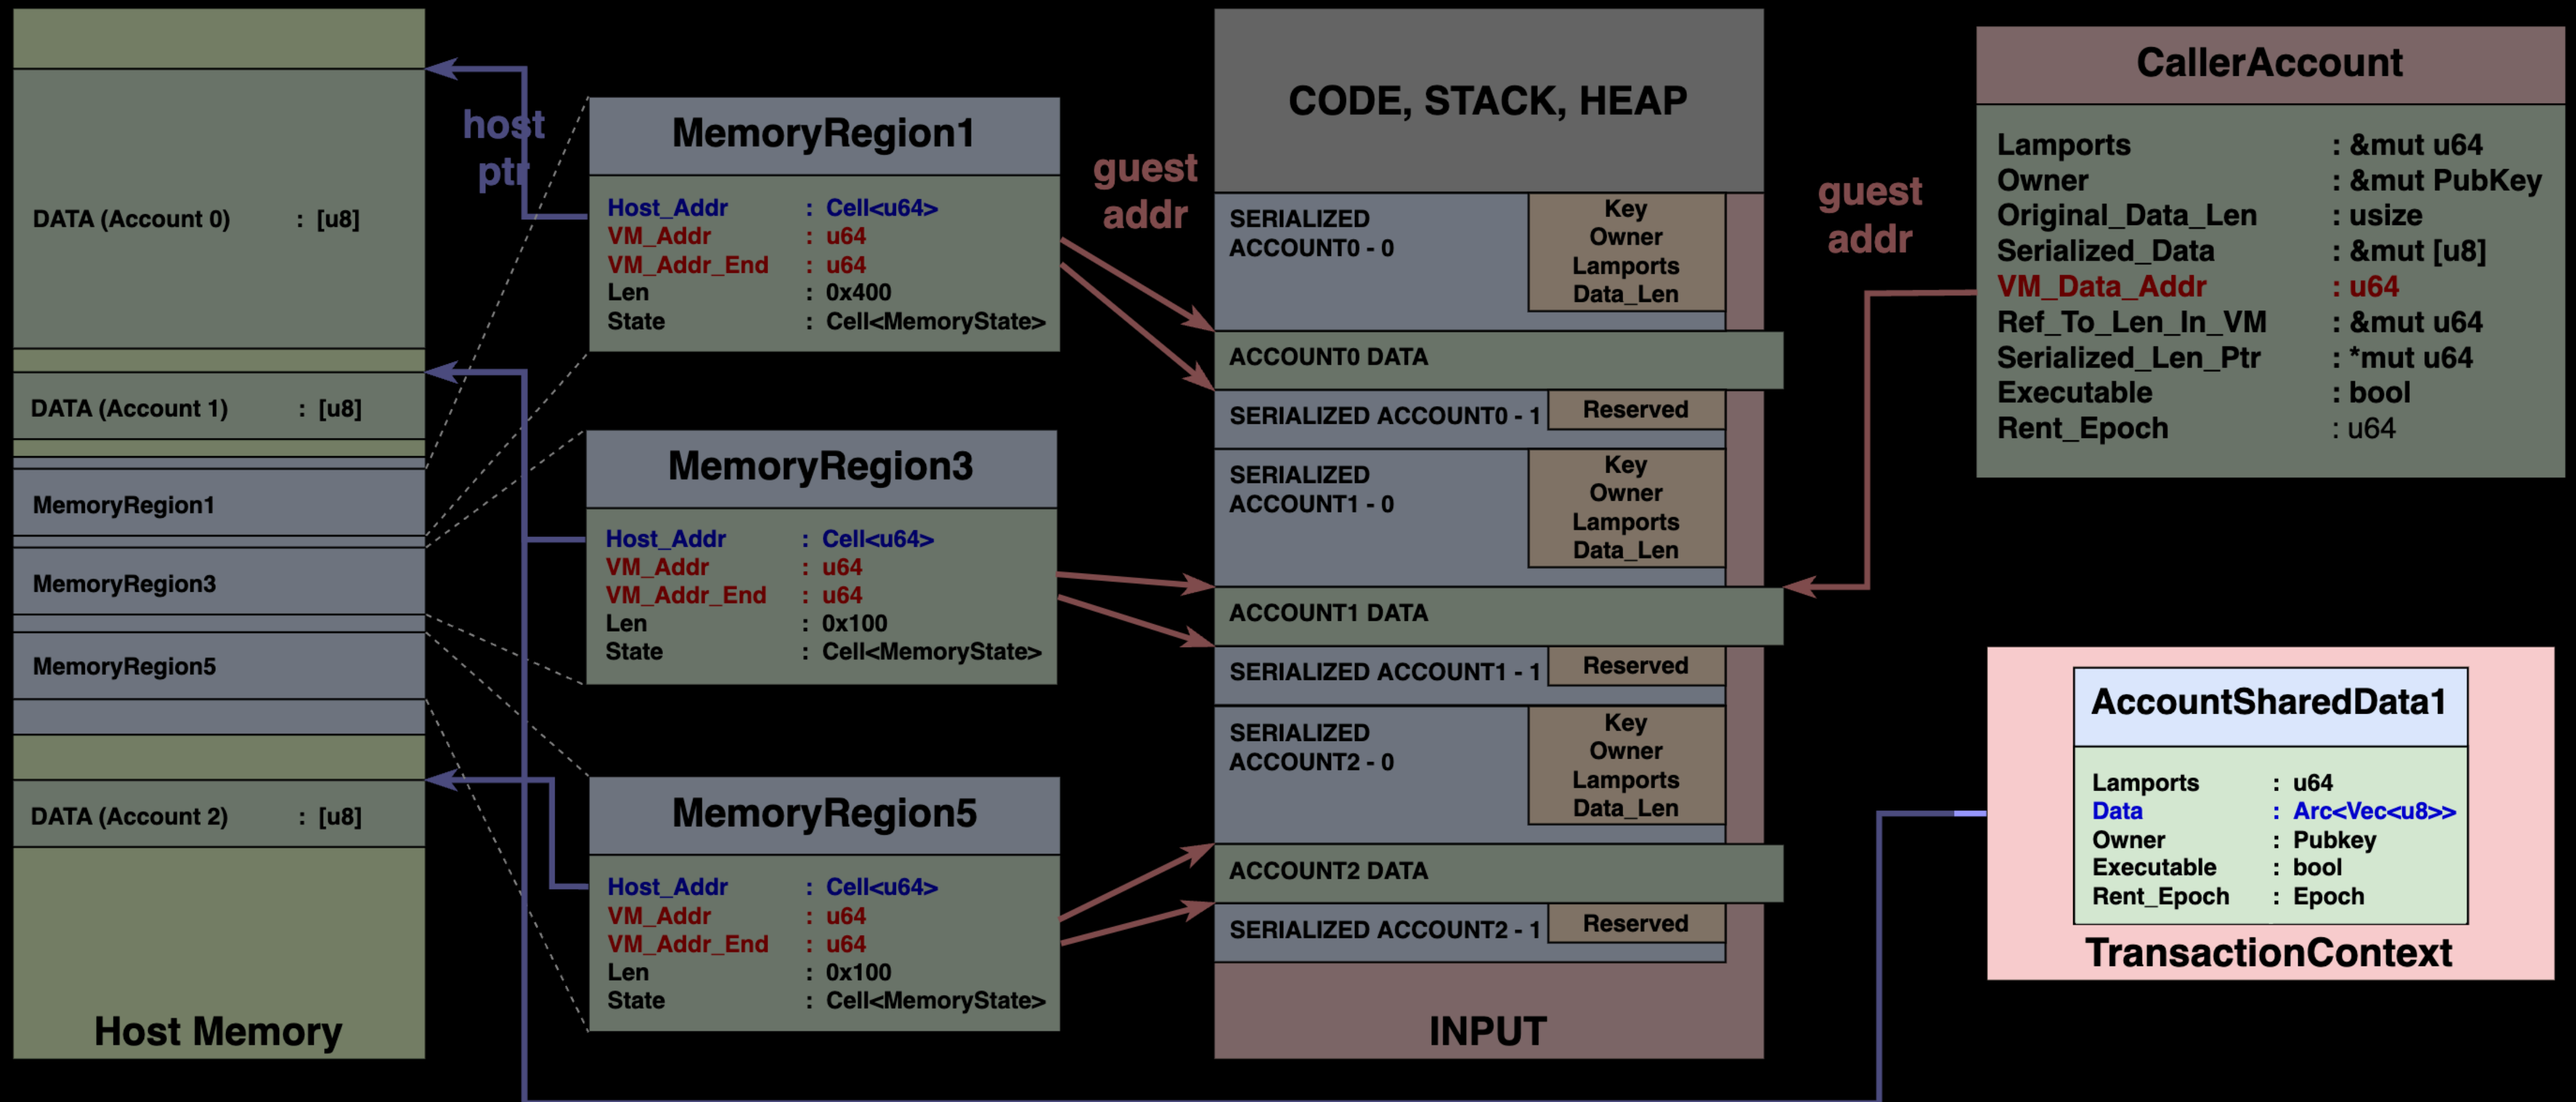 DATA (Account 0) : [u8]
DATA (Account 1) : [u8]
MemoryRegion1
MemoryRegion3
MemoryRegion5
DATA (Account 2) : [u8]
Host Memory
host
ptr
MemoryRegion1
Host_Addr : Cell<u64>
VM_Addr : u64
VM_Addr_End : u64
Len : 0x400
State : Cell<MemoryState>
MemoryRegion3
Host_Addr : Cell<u64>
VM_Addr : u64
VM_Addr_End : u64
Len : 0x100
State : Cell<MemoryState>
MemoryRegion5
Host_Addr : Cell<u64>
VM_Addr : u64
VM_Addr_End : u64
Len : 0x100
State : Cell<MemoryState>
guest
addr
CODE, STACK, HEAP
SERIALIZED
ACCOUNT0 - 0
Key
Owner
Lamports
Data_Len
ACCOUNT0 DATA
SERIALIZED ACCOUNT0 - 1
Reserved
SERIALIZED
ACCOUNT1 - 0
Key
Owner
Lamports
Data_Len
ACCOUNT1 DATA
SERIALIZED ACCOUNT1 - 1
Reserved
SERIALIZED
ACCOUNT2 - 0
Key
Owner
Lamports
Data_Len
ACCOUNT2 DATA
SERIALIZED ACCOUNT2 - 1
Reserved
INPUT
guest
addr
CallerAccount
Lamports : &mut u64
Owner : &mut PubKey
Original_Data_Len : usize
Serialized_Data : &mut [u8]
VM_Data_Addr : u64
Ref_To_Len_In_VM : &mut u64
Serialized_Len_Ptr : *mut u64
Executable : bool
Rent_Epoch : u64
AccountSharedData1
Lamports : u64
Data : Arc<Vec<u8>>
Owner : Pubkey
Executable : bool
Rent_Epoch : Epoch
TransactionContext